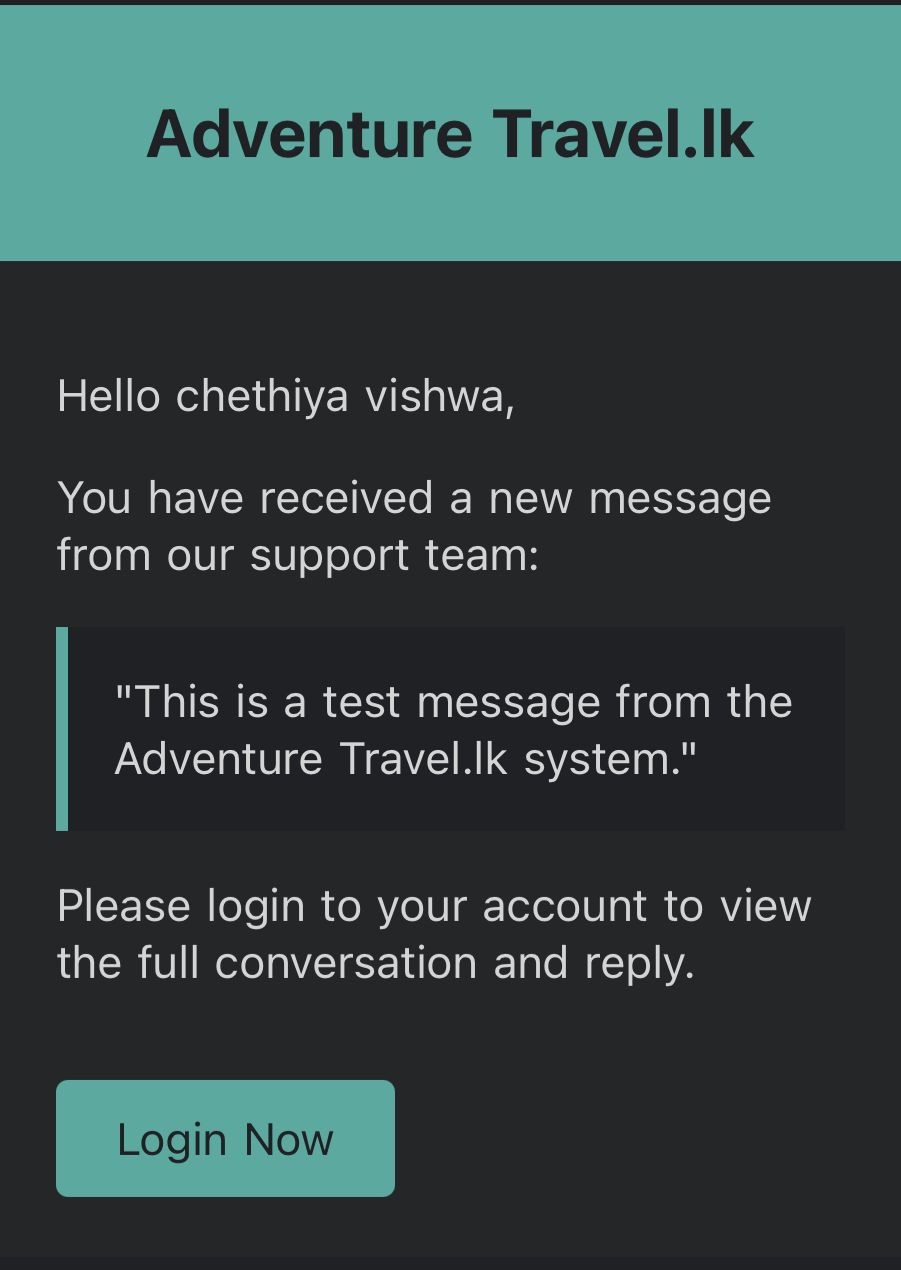 Adventure Travel.lk
Hello chethiya vishwa,
You have received a new message
from our support team:
"This is a test message from the
Adventure Travel.lk system."
Please login to your account to view
the full conversation and reply.
Login Now